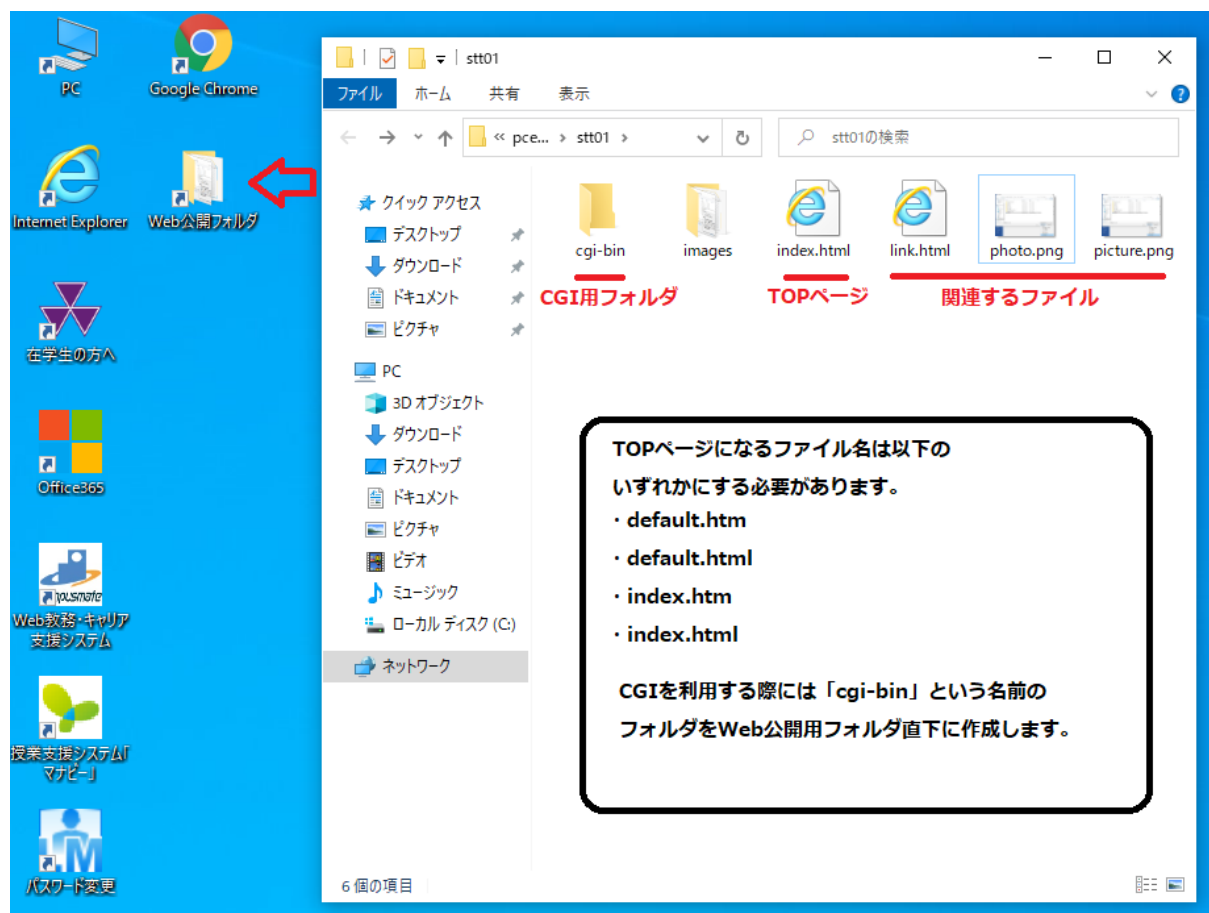 PC
Google Chrome
Internet Explorer
Web公開フォルダ
在学生の方へ
Office365
Web教務・キャリア
支援システム
授業支援システム「
マナビー」
パスワード変更
stt01
ファイル
ホーム
共有
表示
« pce... › stt01 ›
stt01の検索
クイック アクセス
デスクトップ
ダウンロード
ドキュメント
ピクチャ
PC
3D オブジェクト
ダウンロード
デスクトップ
ドキュメント
ピクチャ
ビデオ
ミュージック
ローカル ディスク (C:)
ネットワーク
cgi-bin
images
index.html
link.html
photo.png
picture.png
CGI用フォルダ
TOPページ
関連するファイル
TOPページになるファイル名は以下の
いずれかにする必要があります。
・default.htm
・default.html
・index.htm
・index.html
CGIを利用する際には「cgi-bin」という名前の
フォルダをWeb公開用フォルダ直下に作成します。
6 個の項目